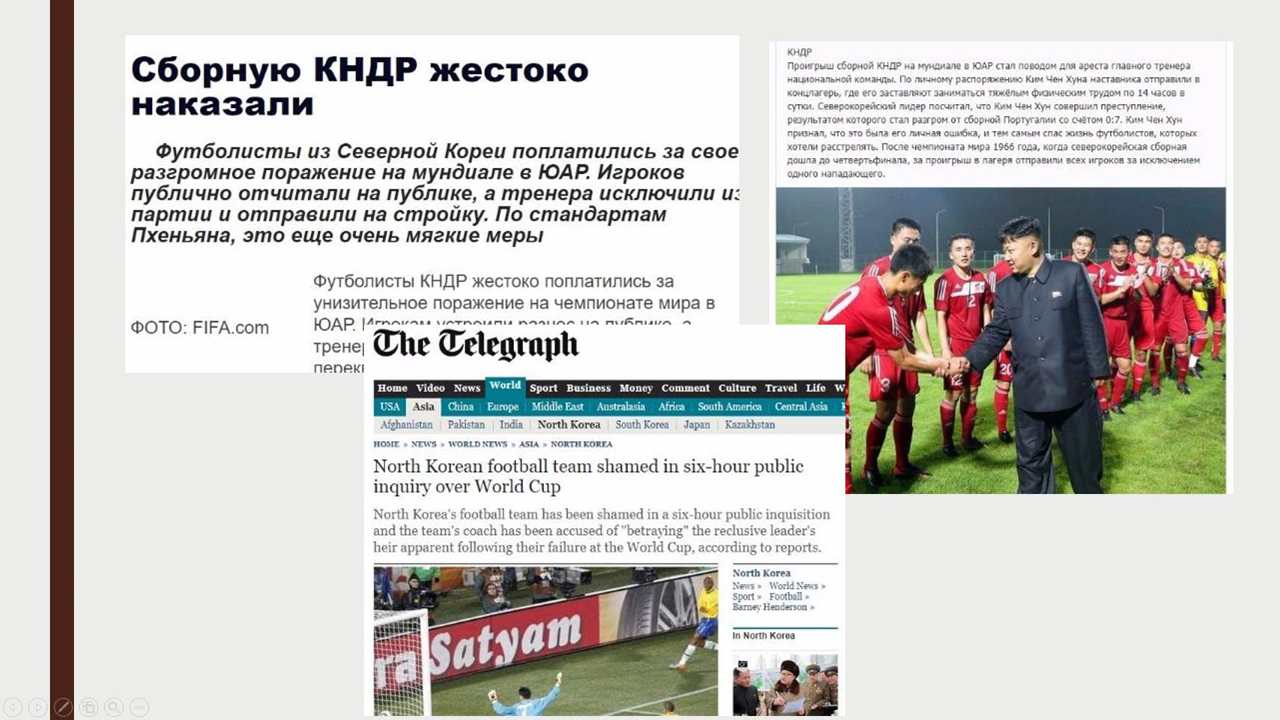 Сборную КНДР жестоко
наказали
Футболисты из Северной Кореи поплатились за свое
разгромное поражение на мундиале в ЮАР. Игроков
публично отчитали на публике, а тренера исключили из
партии и отправили на стройку. По стандартам
Пхеньяна, это еще очень мягкие меры
Футболисты КНДР жестоко поплатились за
унизительное поражение на чемпионате мира в
ФОТО: FIFA.com
ЮАР. Игрокам устроили разнос на публике, а
КНДР
Проигрыш сборной КНДР на мундиале в ЮАР стал поводом для ареста главного тренера
национальной команды. По личному распоряжению Ким Чен Хуна наставника отправили в
концлагерь, где его заставляют заниматься тяжёлым физическим трудом по 14 часов в
сутки. Северокорейский лидер посчитал, что Ким Чен Хун совершил преступление,
результатом которого стал разгром от сборной Португалии со счётом 0:7. Ким Чен Хун
признал, что это была его личная ошибка, и тем самым спас жизнь футболистов, которых
хотели расстрелять. После чемпионата мира 1966 года, когда северокорейская сборная
дошла до четвертьфинала, за проигрыш в лагеря отправили всех игроков за исключением
одного нападающего.
The Telegraph
Home Video News World Sport Business Money Comment Culture Travel Life
USA Asia China Europe Middle East Australasia Africa South America Central Asia
Afghanistan Pakistan India North Korea South Korea Japan Kazakhstan
HOME » NEWS » WORLD NEWS » ASIA » NORTH KOREA
North Korean football team shamed in six-hour public
inquiry over World Cup
North Korea's football team has been shamed in a six-hour public inquisition
and the team's coach has been accused of "betraying" the reclusive leader's
heir apparent following their failure at the World Cup, according to reports.
North Korea
News » World News »
Sport » Football »
Barney Henderson »
In North Korea
Satyam